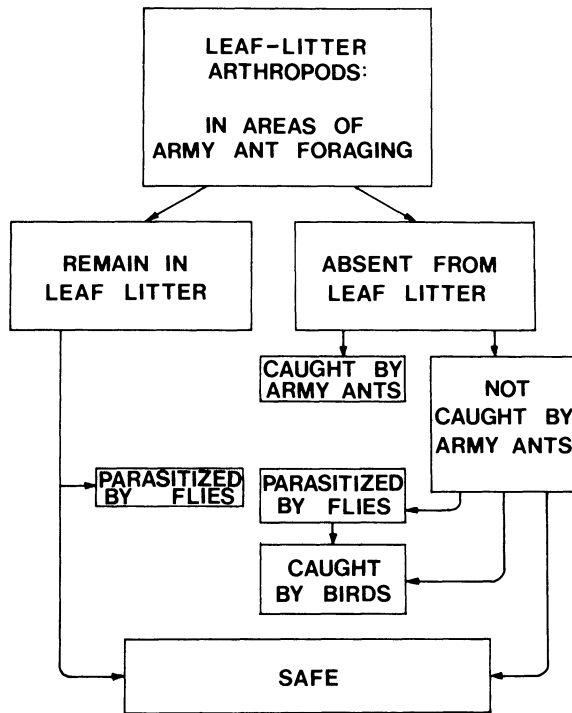 LEAF-LITTER
ARTHROPODS:
IN AREAS OF
ARMY ANT FORAGING
REMAIN IN
LEAF LITTER
ABSENT FROM
LEAF LITTER
CAUGHT BY
ARMY ANTS
NOT
CAUGHT BY
ARMY ANTS
PARASITIZED
BY FLIES
PARASITIZED
BY FLIES
CAUGHT
BY BIRDS
SAFE